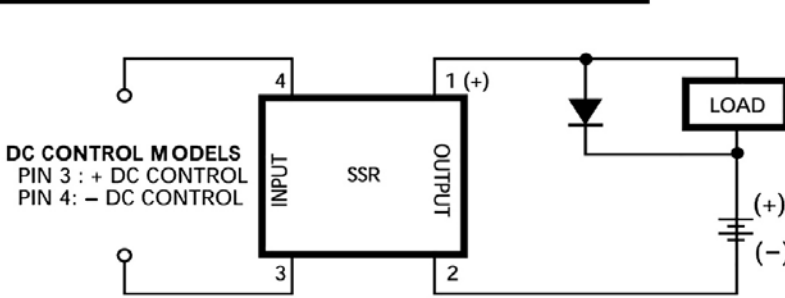 4
1 (+)
LOAD
DC CONTROL MODELS
PIN 3 : + DC CONTROL
PIN 4: – DC CONTROL
INPUT
SSR
OUTPUT
(+)
(–)
3
2